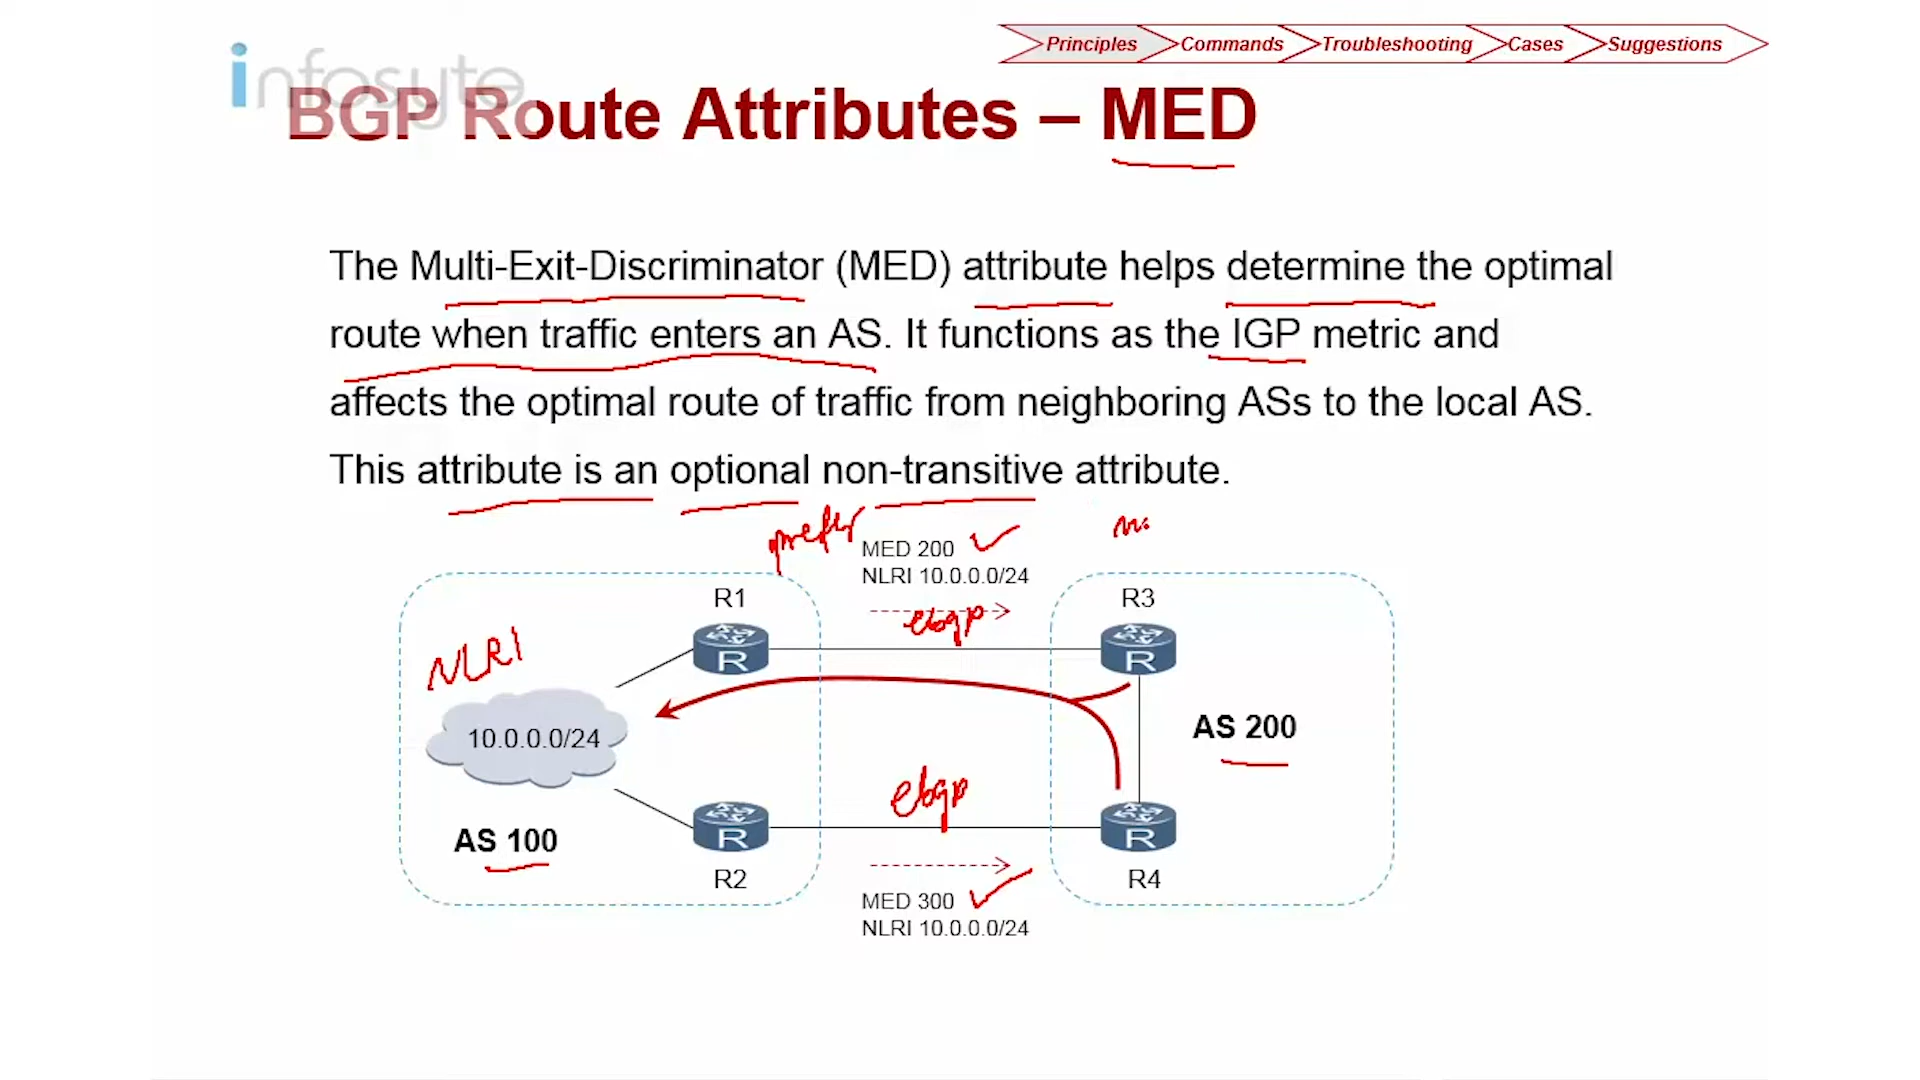 Principles Commands Troubleshooting Cases Suggestions
infosyte
BGP Route Attributes – MED
The Multi-Exit-Discriminator (MED) attribute helps determine the optimal
route when traffic enters an AS. It functions as the IGP metric and
affects the optimal route of traffic from neighboring ASs to the local AS.
This attribute is an optional non-transitive attribute.
prefer
MED 200
NLRI 10.0.0.0/24
R1
R3
ebgp
NLRI
R
R
10.0.0.0/24
AS 200
ebgp
AS 100
R
R
R2
R4
MED 300
NLRI 10.0.0.0/24